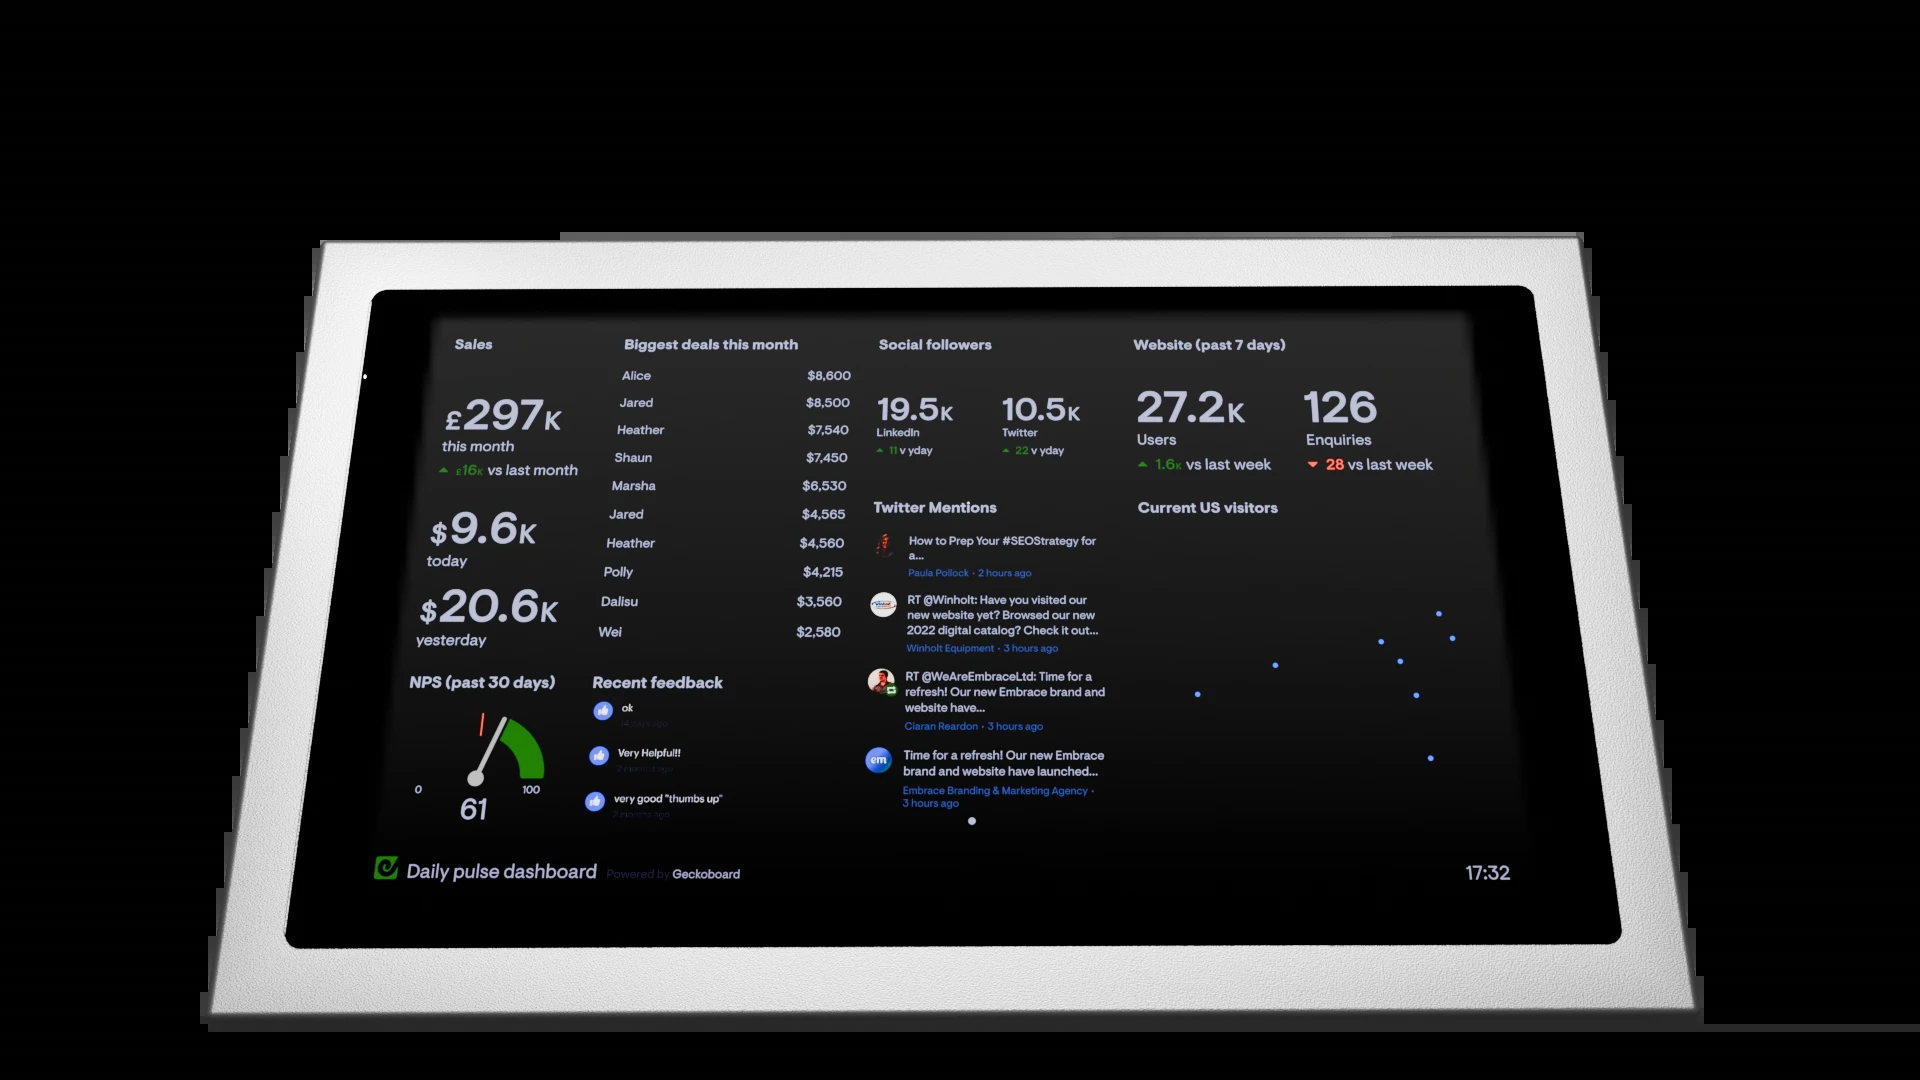 Sales
£297K
this month
£16K vs last month
$9.6K
today
$20.6K
yesterday
Biggest deals this month
Alice $8,600
Jared $8,500
Heather $7,540
Shaun $7,450
Marsha $6,530
Jared $4,565
Heather $4,560
Polly $4,215
Dalisu $3,560
Wei $2,580
Social followers
19.5K 10.5K
LinkedIn Twitter
11 v yday 22 v yday
Twitter Mentions
How to Prep Your #SEOStrategy for
a...
Paula Pollock · 2 hours ago
RT @Winholt: Have you visited our
new website yet? Browsed our new
2022 digital catalog? Check it out...
Winholt Equipment · 3 hours ago
RT @WeAreEmbraceLtd: Time for a
refresh! Our new Embrace brand and
website have...
Ciaran Reardon · 3 hours ago
em
Time for a refresh! Our new Embrace
brand and website have launched...
Embrace Branding & Marketing Agency ·
3 hours ago
Website (past 7 days)
27.2K 126
Users Enquiries
1.6K vs last week 28 vs last week
Current US visitors
NPS (past 30 days)
0 100
61
Recent feedback
ok
Very Helpful!!
2 months ago
very good "thumbs up"
2 months ago
Daily pulse dashboard Powered by Geckoboard
17:32